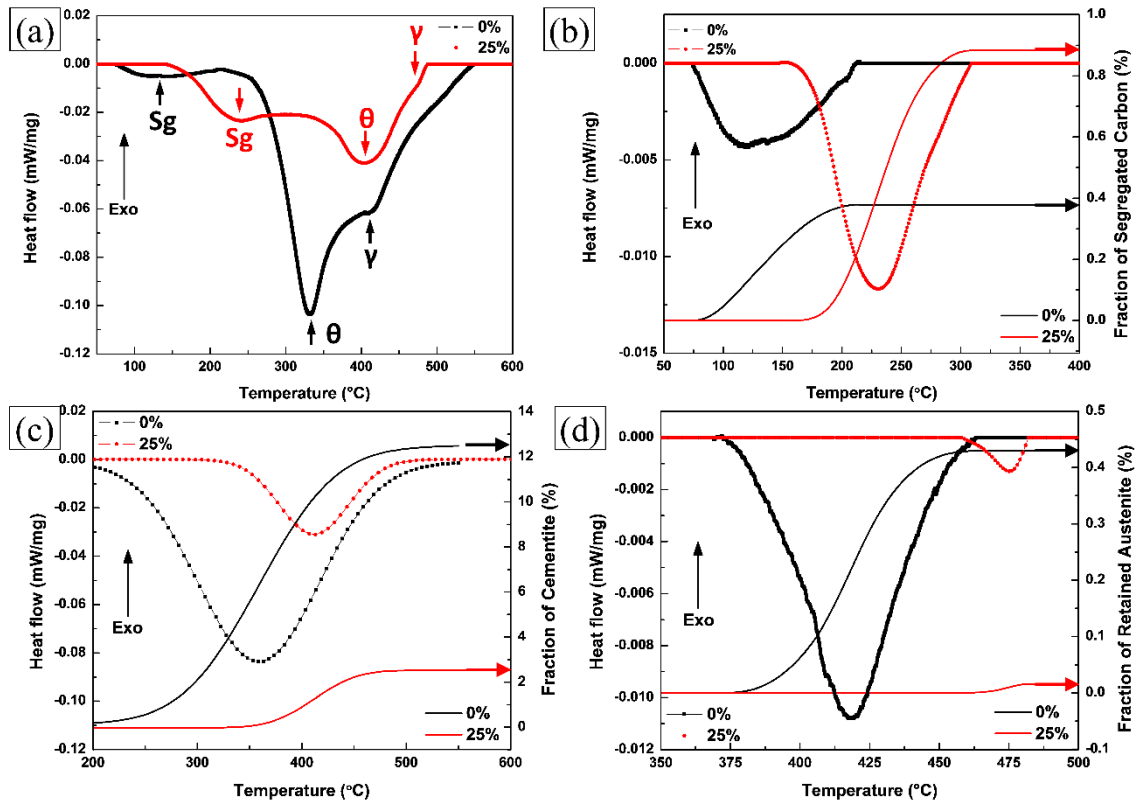 (a)
0%
25%
Sg
Sg
θ
γ
θ
γ
Exo
Heat flow (mW/mg)
0.02
0.00
-0.02
-0.04
-0.06
-0.08
-0.10
-0.12
100 200 300 400 500 600
Temperature (°C)
(b)
0%
25%
Exo
0%
25%
Heat flow (mW/mg)
0.000
-0.005
-0.010
-0.015
Fraction of Segregated Carbon (%)
1.0
0.8
0.6
0.4
0.2
0.0
50 100 150 200 250 300 350 400
Temperature (°C)
(c)
0%
25%
Exo
0%
25%
Heat flow (mW/mg)
0.02
0.00
-0.02
-0.04
-0.06
-0.08
-0.10
-0.12
Fraction of Cementite (%)
14
12
10
8
6
4
2
0
200 300 400 500 600
Temperature (°C)
(d)
Exo
0%
25%
0%
25%
Heat flow (mW/mg)
0.000
-0.002
-0.004
-0.006
-0.008
-0.010
-0.012
Fraction of Retained Austenite (%)
0.5
0.4
0.3
0.2
0.1
0.0
-0.1
350 375 400 425 450 475 500
Temperature (°C)